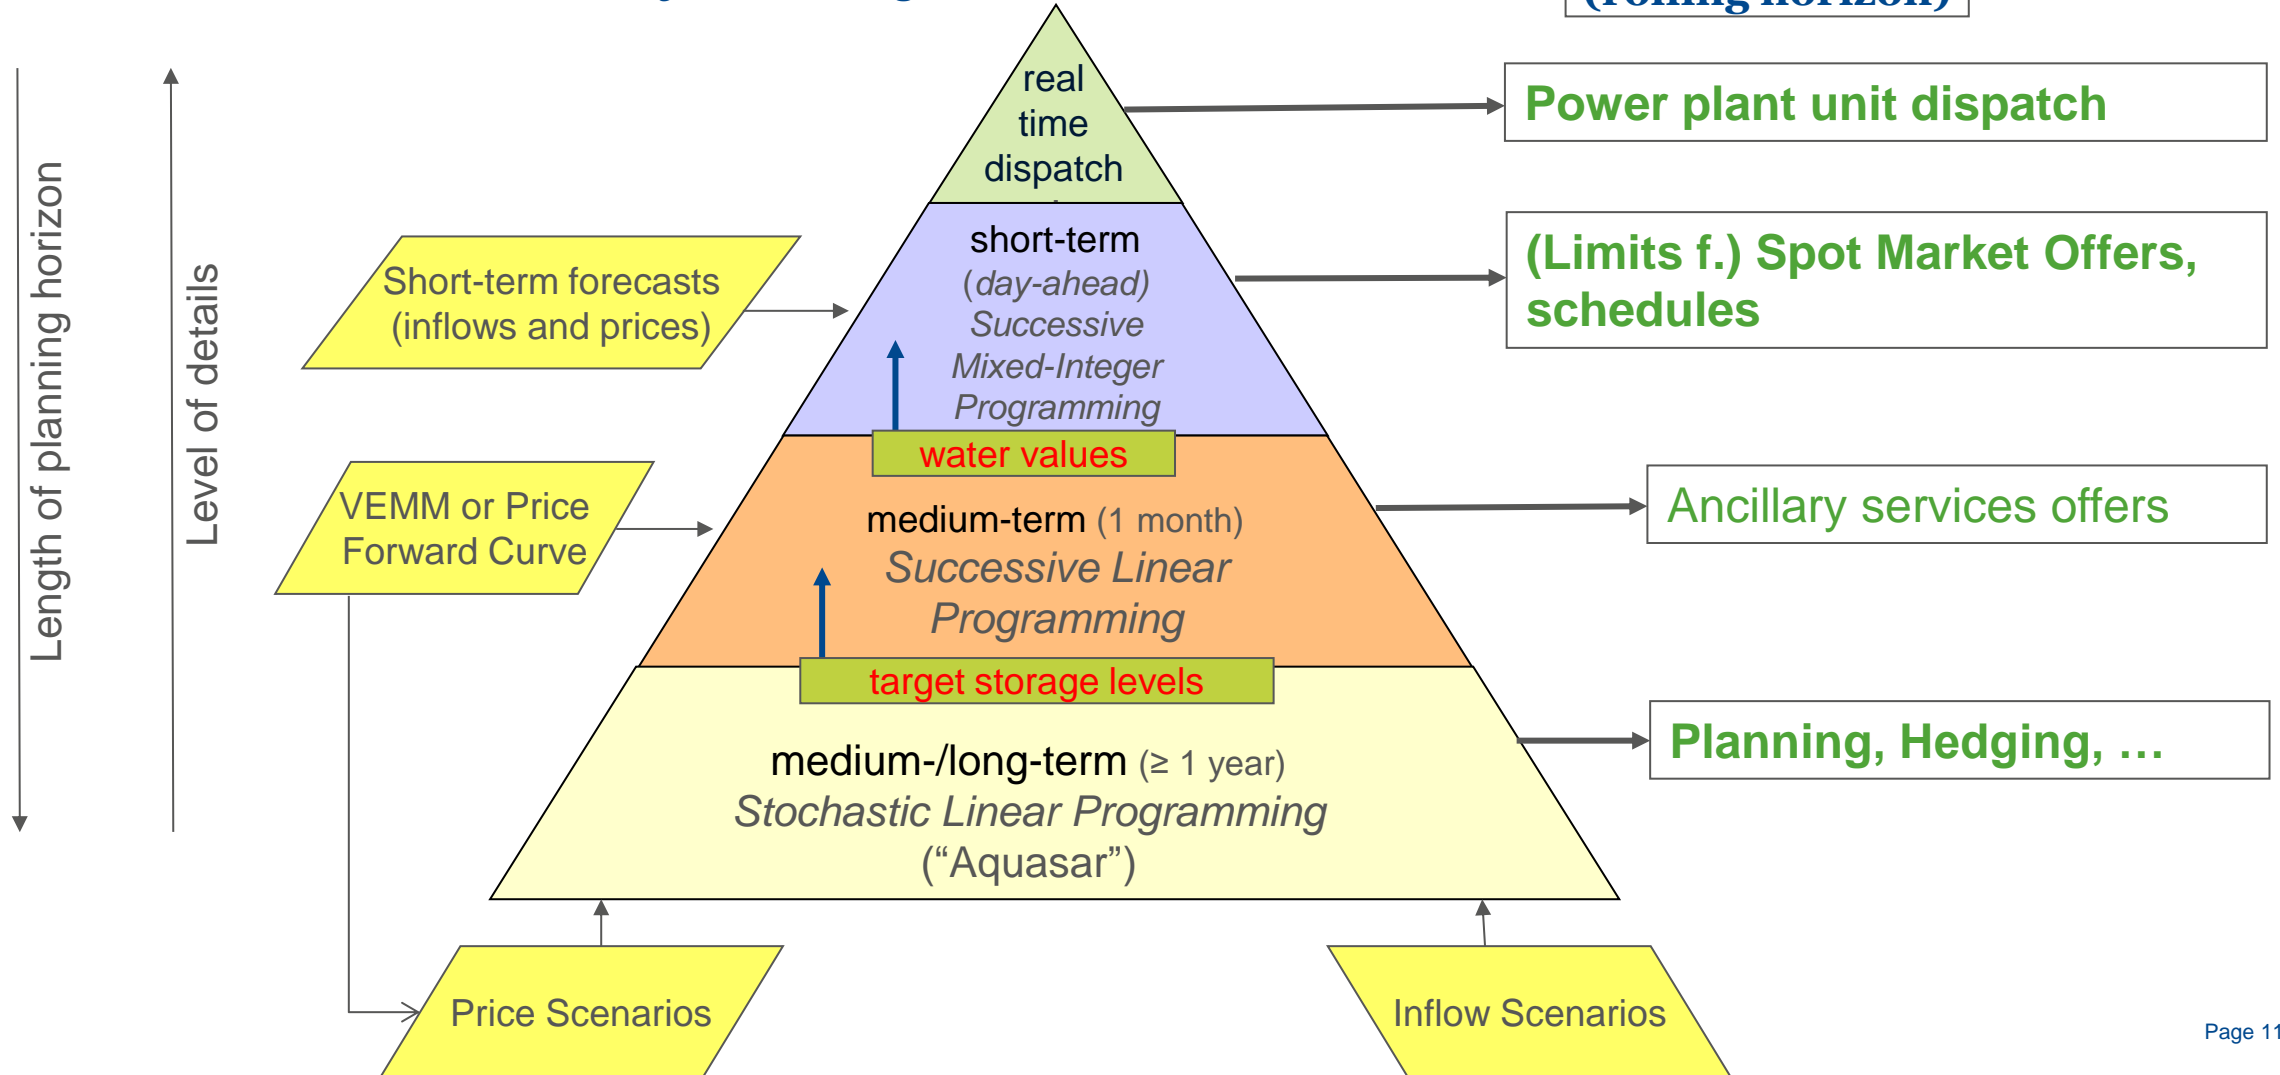 (rolling horizon)
Length of planning horizon
Level of details
real
time
dispatch
Power plant unit dispatch
Short-term forecasts
(inflows and prices)
short-term
(day-ahead)
Successive
Mixed-Integer
Programming
(Limits f.) Spot Market Offers,
schedules
water values
VEMM or Price
Forward Curve
medium-term (1 month)
Successive Linear
Programming
Ancillary services offers
target storage levels
medium-/long-term (≥ 1 year)
Stochastic Linear Programming
(“Aquasar”)
Planning, Hedging, …
Price Scenarios
Inflow Scenarios
Page 11